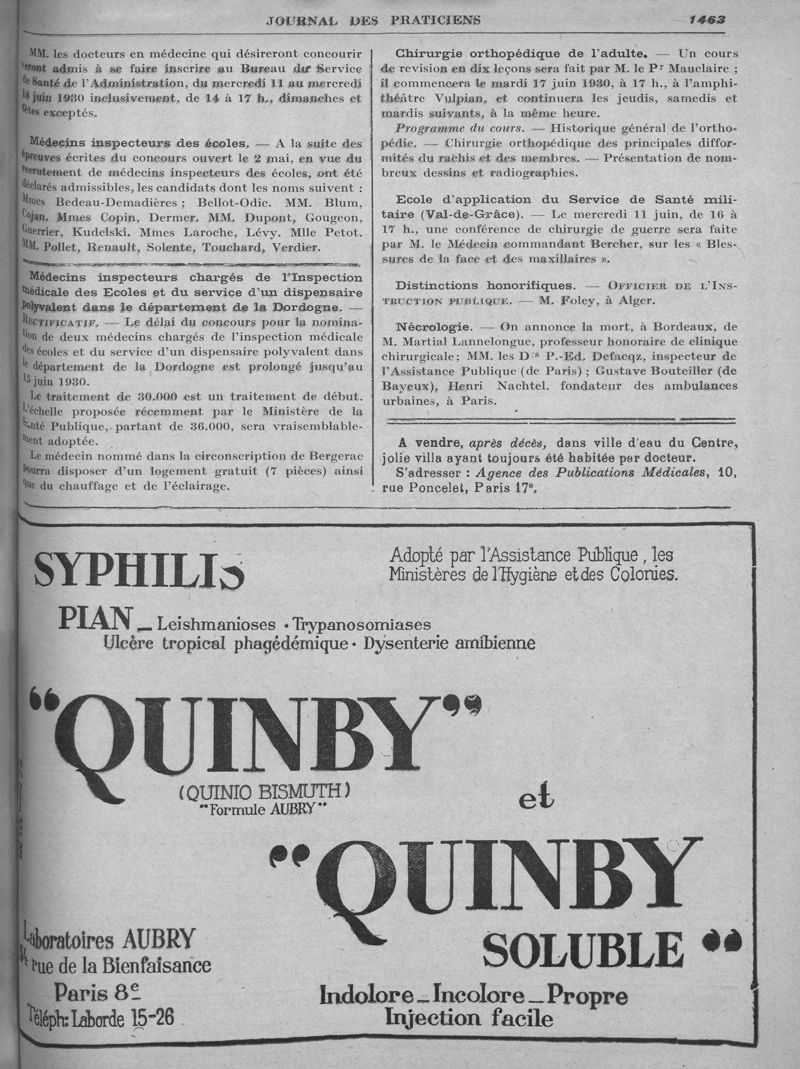 JOURNAL DES PRATICIENS 1463
MM. les docteurs en médecine qui désireront concourir
seront admis à se faire inscrire au Bureau du Service
de Santé de l'Administration, du mercredi 11 au mercredi
18 juin 1930 inclusivement, de 14 à 17 h., dimanches et
fêtes exceptés.
Médecins inspecteurs des écoles. — A la suite des
épreuves écrites du concours ouvert le 2 mai, en vue du
recrutement de médecins inspecteurs des écoles, ont été
déclarés admissibles, les candidats dont les noms suivent :
Mmes Bedeau-Demadières ; Bellot-Odic. MM. Blum,
Cojan. Mmes Copin, Dermer. MM. Dupont, Gougeon,
Guerrier, Kudelski. Mmes Laroche, Lévy. Mlle Petot.
MM. Pollet, Renault, Solente, Touchard, Verdier.
Médecins inspecteurs chargés de l'Inspection
médicale des Ecoles et du service d'un dispensaire
polyvalent dans le département de la Dordogne. —
RECTIFICATIF. — Le délai du concours pour la nomina-
tion de deux médecins chargés de l'inspection médicale
des écoles et du service d'un dispensaire polyvalent dans
le département de la Dordogne est prolongé jusqu'au
15 juin 1930.
Le traitement de 30.000 est un traitement de début.
L'échelle proposée récemment par le Ministère de la
Santé Publique, partant de 36.000, sera vraisemblable-
ment adoptée.
Le médecin nommé dans la circonscription de Bergerac
pourra disposer d'un logement gratuit (7 pièces) ainsi
que du chauffage et de l'éclairage.
Chirurgie orthopédique de l'adulte. — Un cours
de revision en dix leçons sera fait par M. le Pr Mauclaire ;
il commencera le mardi 17 juin 1930, à 17 h., à l'amphi-
théâtre Vulpian, et continuera les jeudis, samedis et
mardis suivants, à la même heure.
Programme du cours. — Historique général de l'ortho-
pédie. — Chirurgie orthopédique des principales diffor-
mités du rachis et des membres. — Présentation de nom-
breux dessins et radiographies.
Ecole d'application du Service de Santé mili-
taire (Val-de-Grâce). — Le mercredi 11 juin, de 16 à
17 h., une conférence de chirurgie de guerre sera faite
par M. le Médecin commandant Bercher, sur les « Bles-
sures de la face et des maxillaires ».
Distinctions honorifiques. — OFFICIER DE L'INS-
TRUCTION PUBLIQUE. — M. Foley, à Alger.
Nécrologie. — On annonce la mort, à Bordeaux, de
M. Martial Lannelongue, professeur honoraire de clinique
chirurgicale ; MM. les Drs P.-Ed. Defacqz, inspecteur de
l'Assistance Publique (de Paris) ; Gustave Bouteiller (de
Bayeux), Henri Nachtel. fondateur des ambulances
urbaines, à Paris.
A vendre, après décès, dans ville d'eau du Centre,
jolie villa ayant toujours été habitée par docteur.
S'adresser : Agence des Publications Médicales, 10,
rue Poncelet, Paris 17e.
SYPHILIS
Adopté par l'Assistance Publique, les
Ministères de l'Hygiène et des Colonies.
PIAN — Leishmanioses • Trypanosomiases
Ulcère tropical phagédémique • Dysenterie amibienne
“QUINBY”
(QUINIO BISMUTH)
"Formule AUBRY"
et
“QUINBY
SOLUBLE”
Laboratoires AUBRY
54 rue de la Bienfaisance
Paris 8e
Téléph: Laborde 15-26
Indolore — Incolore — Propre
Injection facile